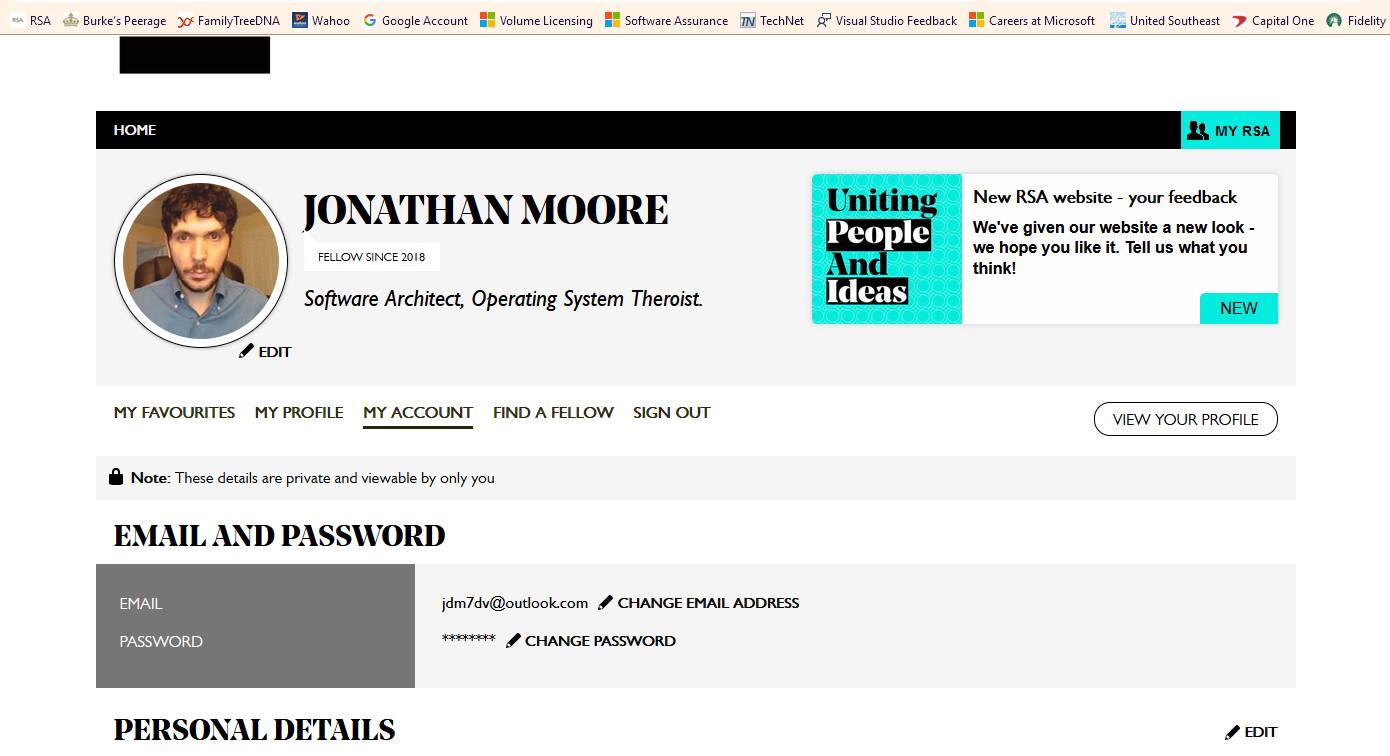 RSA Burke's Peerage FamilyTreeDNA Wahoo Google Account Volume Licensing Software Assurance TechNet Visual Studio Feedback Careers at Microsoft United Southeast Capital One Fidelity
HOME
MY RSA
JONATHAN MOORE
FELLOW SINCE 2018
Software Architect, Operating System Theroist.
EDIT
Uniting
People
And
Ideas
New RSA website - your feedback
We've given our website a new look -
we hope you like it. Tell us what you
think!
NEW
MY FAVOURITES MY PROFILE MY ACCOUNT FIND A FELLOW SIGN OUT
VIEW YOUR PROFILE
Note: These details are private and viewable by only you
EMAIL AND PASSWORD
EMAIL jdm7dv@outlook.com CHANGE EMAIL ADDRESS
PASSWORD ******** CHANGE PASSWORD
PERSONAL DETAILS EDIT